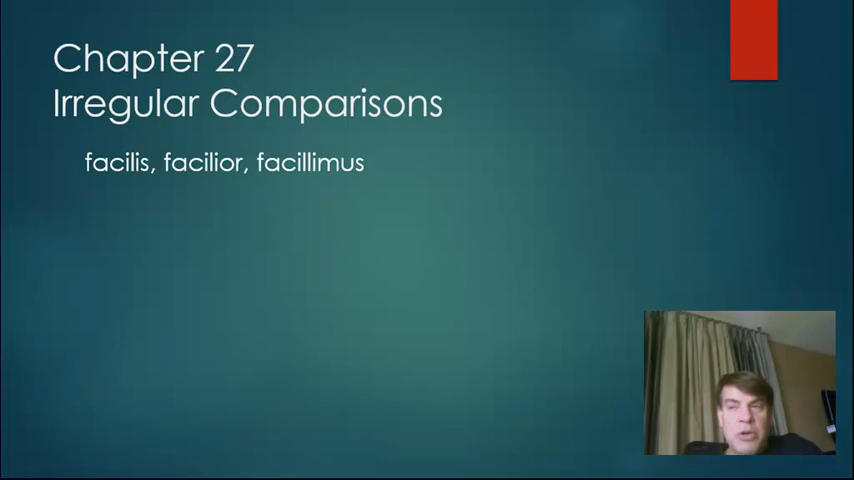 Chapter 27
Irregular Comparisons
facilis, facilior, facillimus